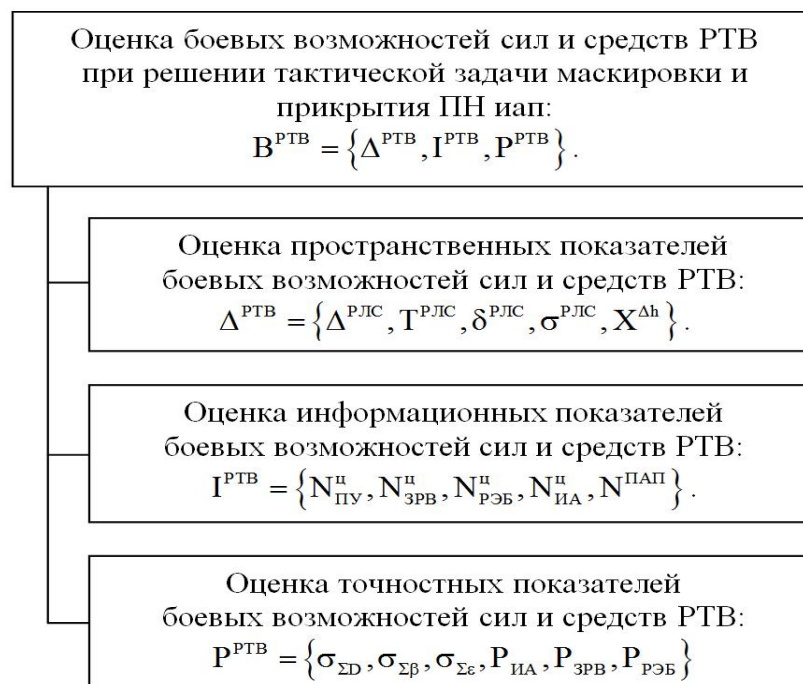 Оценка боевых возможностей сил и средств РТВ
при решении тактической задачи маскировки и
прикрытия ПН иап:
B^РТВ = {Δ^РТВ, I^РТВ, P^РТВ}.
Оценка пространственных показателей
боевых возможностей сил и средств РТВ:
Δ^РТВ = {Δ^РЛС, T^РЛС, δ^РЛС, σ^РЛС, X^Δh}.
Оценка информационных показателей
боевых возможностей сил и средств РТВ:
I^РТВ = {N^ц_ПУ, N^ц_ЗРВ, N^ц_РЭБ, N^ц_ИА, N^ПАП}.
Оценка точностных показателей
боевых возможностей сил и средств РТВ:
P^РТВ = {σ_ΣD, σ_Σβ, σ_Σε, P_ИА, P_ЗРВ, P_РЭБ}